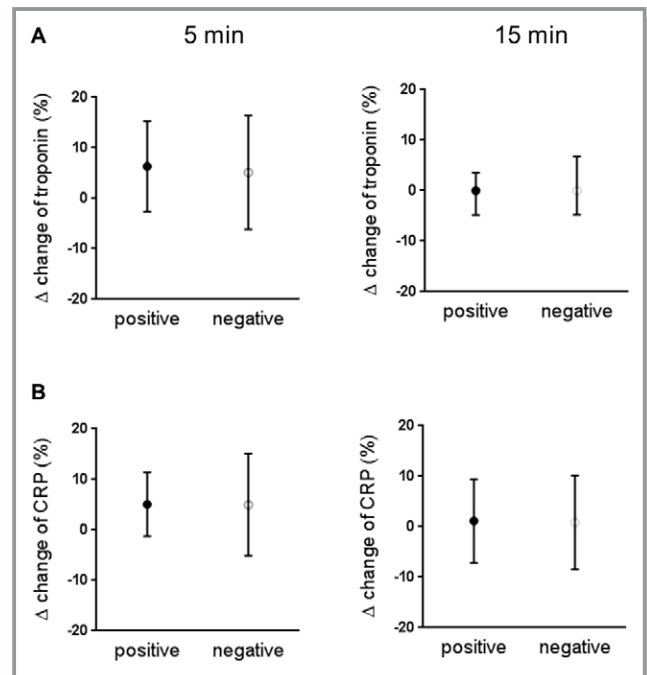 A
5 min
15 min
Δ change of troponin (%)
20
10
0
-10
-20
positive negative
Δ change of troponin (%)
20
10
0
-10
-20
positive negative
B
Δ change of CRP (%)
20
10
0
-10
-20
positive negative
Δ change of CRP (%)
20
10
0
-10
-20
positive negative